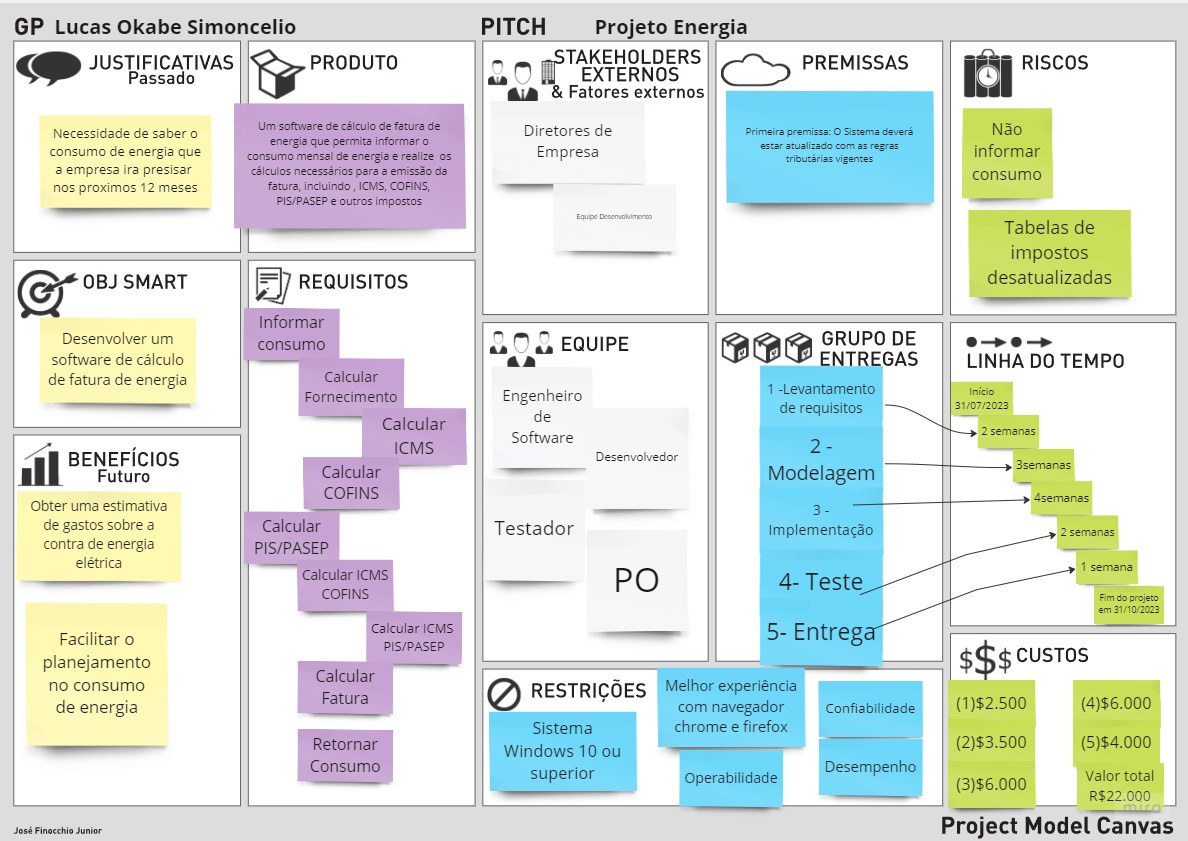 GP Lucas Okabe Simoncelio
PITCH Projeto Energia
JUSTIFICATIVAS
Passado
Necessidade de saber o
consumo de energia que
a empresa ira presisar
nos proximos 12 meses
PRODUTO
Um software de cálculo de fatura de
energia que permita informar o
consumo mensal de energia e realize os
cálculos necessários para a emissão da
fatura, incluindo , ICMS, COFINS,
PIS/PASEP e outros impostos
STAKEHOLDERS
EXTERNOS
& Fatores externos
Diretores de
Empresa
Equipe Desenvolvimento
PREMISSAS
Primeira premissa: O Sistema deverá
estar atualizado com as regras
tributárias vigentes
RISCOS
Não
informar
consumo
Tabelas de
impostos
desatualizadas
OBJ SMART
Desenvolver um
software de cálculo
de fatura de energia
REQUISITOS
Informar
consumo
Calcular
Fornecimento
Calcular
ICMS
Calcular
COFINS
Calcular
PIS/PASEP
Calcular ICMS
COFINS
Calcular ICMS
PIS/PASEP
Calcular
Fatura
Retornar
Consumo
BENEFÍCIOS
Futuro
Obter uma estimativa
de gastos sobre a
contra de energia
elétrica
Facilitar o
planejamento
no consumo
de energia
EQUIPE
Engenheiro
de
Software
Desenvolvedor
Testador
PO
GRUPO DE
ENTREGAS
1 -Levantamento
de requisitos
2 -
Modelagem
3 -
Implementação
4- Teste
5- Entrega
LINHA DO TEMPO
Início
31/07/2023
2 semanas
3semanas
4semanas
2 semanas
1 semana
Fim do projeto
em 31/10/2023
RESTRIÇÕES
Sistema
Windows 10 ou
superior
Melhor experiência
com navegador
chrome e firefox
Operabilidade
Confiabilidade
Desempenho
$$$ CUSTOS
(1)$2.500
(2)$3.500
(3)$6.000
(4)$6.000
(5)$4.000
Valor total
R$22.000
miro
José Finocchio Junior
Project Model Canvas